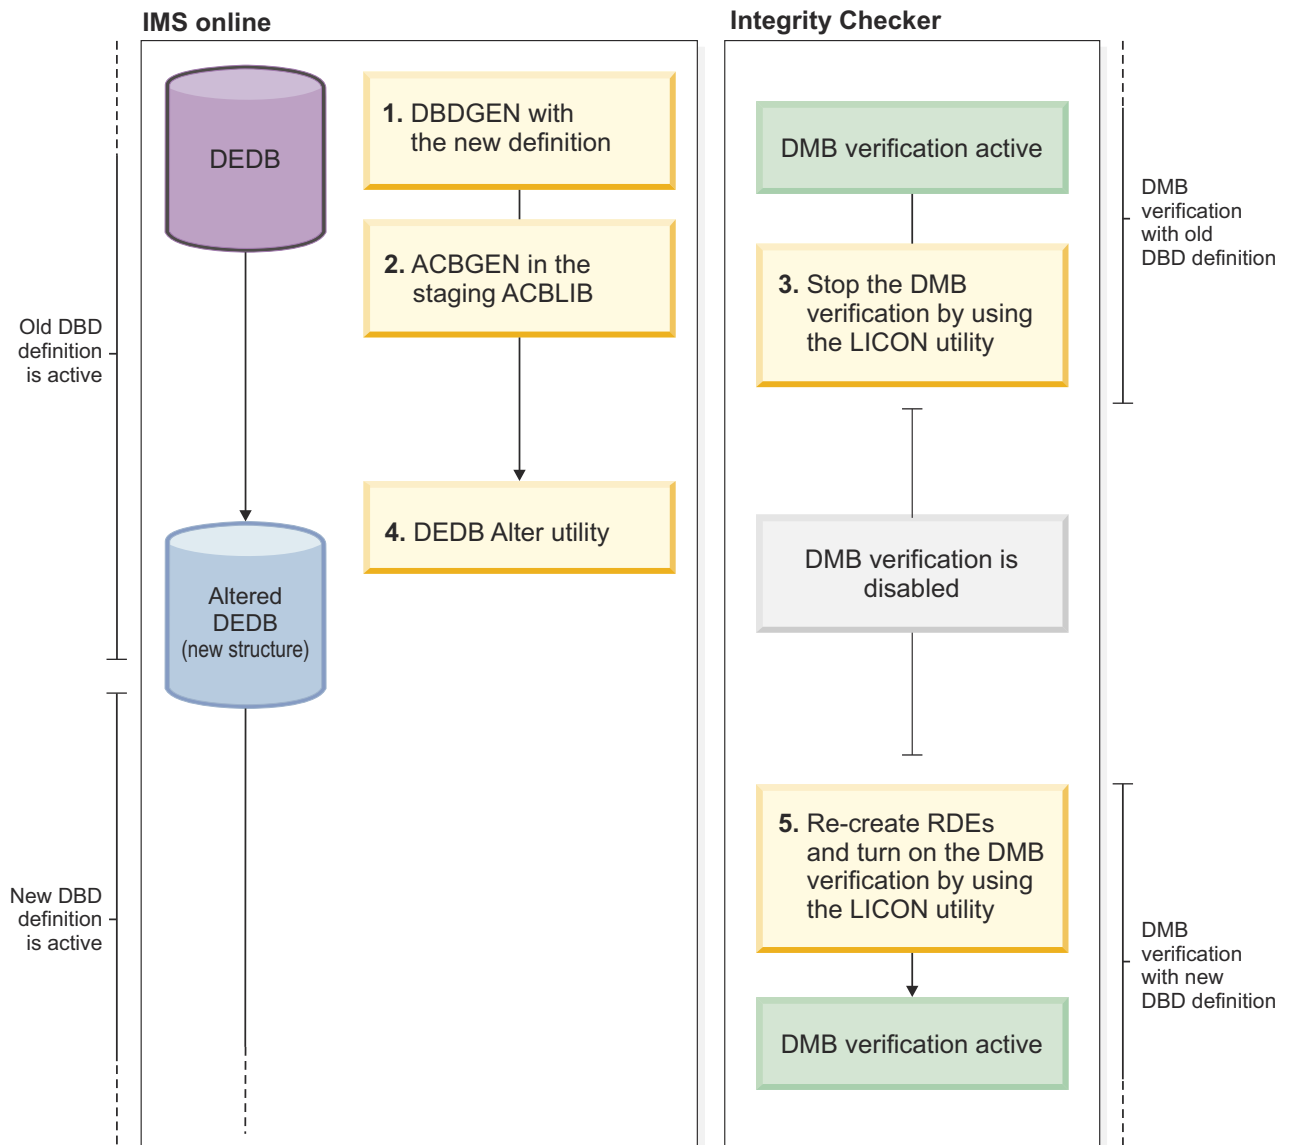 IMS online
Integrity Checker
DEDB
1. DBDGEN with
the new definition
2. ACBGEN in the
staging ACBLIB
4. DEDB Alter utility
Altered
DEDB
(new structure)
Old DBD
definition
is active
New DBD
definition
is active
DMB verification active
3. Stop the DMB
verification by using
the LICON utility
DMB verification is
disabled
5. Re-create RDEs
and turn on the DMB
verification by using
the LICON utility
DMB verification active
DMB
verification
with old
DBD definition
DMB
verification
with new
DBD definition